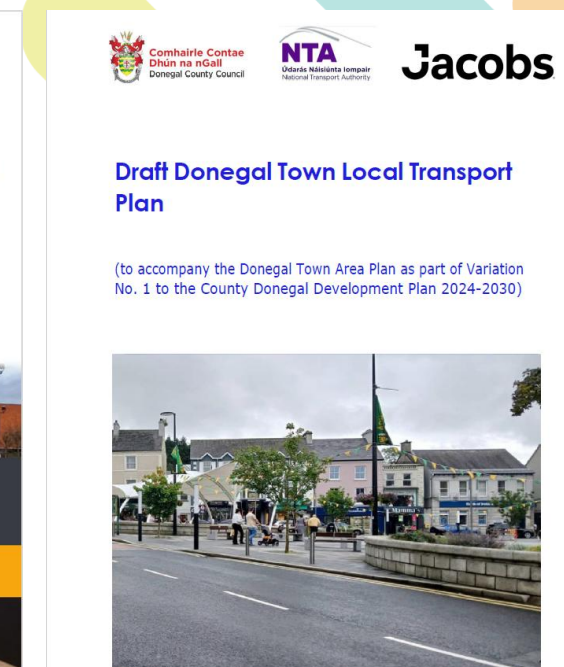 Comhairle Contae
Dhún na nGall
Donegal County Council
NTA
Údarás Náisiúnta Iompair
National Transport Authority
Jacobs
Draft Donegal Town Local Transport
Plan
(to accompany the Donegal Town Area Plan as part of Variation
No. 1 to the County Donegal Development Plan 2024-2030)